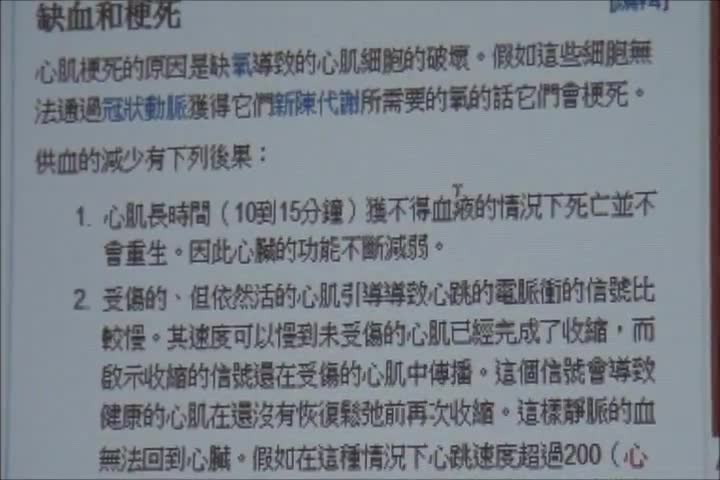 缺血和梗死
心肌梗死的原因是缺氧導致的心肌細胞的破壞。假如這些細胞無
法通過冠狀動脈獲得它們新陳代謝所需要的氧的話它們會梗死。
供血的減少有下列後果：
1. 心肌長時間（10到15分鐘）獲不得血液的情況下死亡並不
會重生。因此心臟的功能不斷減弱。
2. 受傷的、但依然活的心肌引導導致心跳的電脈衝的信號比
較慢。其速度可以慢到未受傷的心肌已經完成了收縮，而
啟示收縮的信號還在受傷的心肌中傳播。這個信號會導致
健康的心肌在還沒有恢復鬆弛前再次收縮。這樣靜脈的血
無法回到心臟。假如在這種情況下心跳速度超過200（心